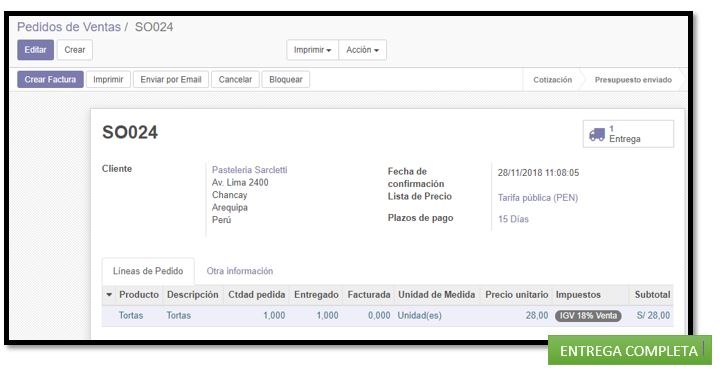 Pedidos de Ventas / SO024
Editar Crear Imprimir Acción
Crear Factura Imprimir Enviar por Email Cancelar Bloquear Cotización Presupuesto enviado
SO024
1
Entrega
Cliente
Pasteleria Sarcletti
Av. Lima 2400
Chancay
Arequipa
Perú
Fecha de
confirmación
28/11/2018 11:08:05
Lista de Precio Tarifa pública (PEN)
Plazos de pago 15 Días
Líneas de Pedido Otra información
Producto Descripción Ctdad pedida Entregado Facturada Unidad de Medida Precio unitario Impuestos Subtotal
Tortas Tortas 1,000 1,000 0,000 Unidad(es) 28,00 IGV 18% Venta S/ 28,00
ENTREGA COMPLETA